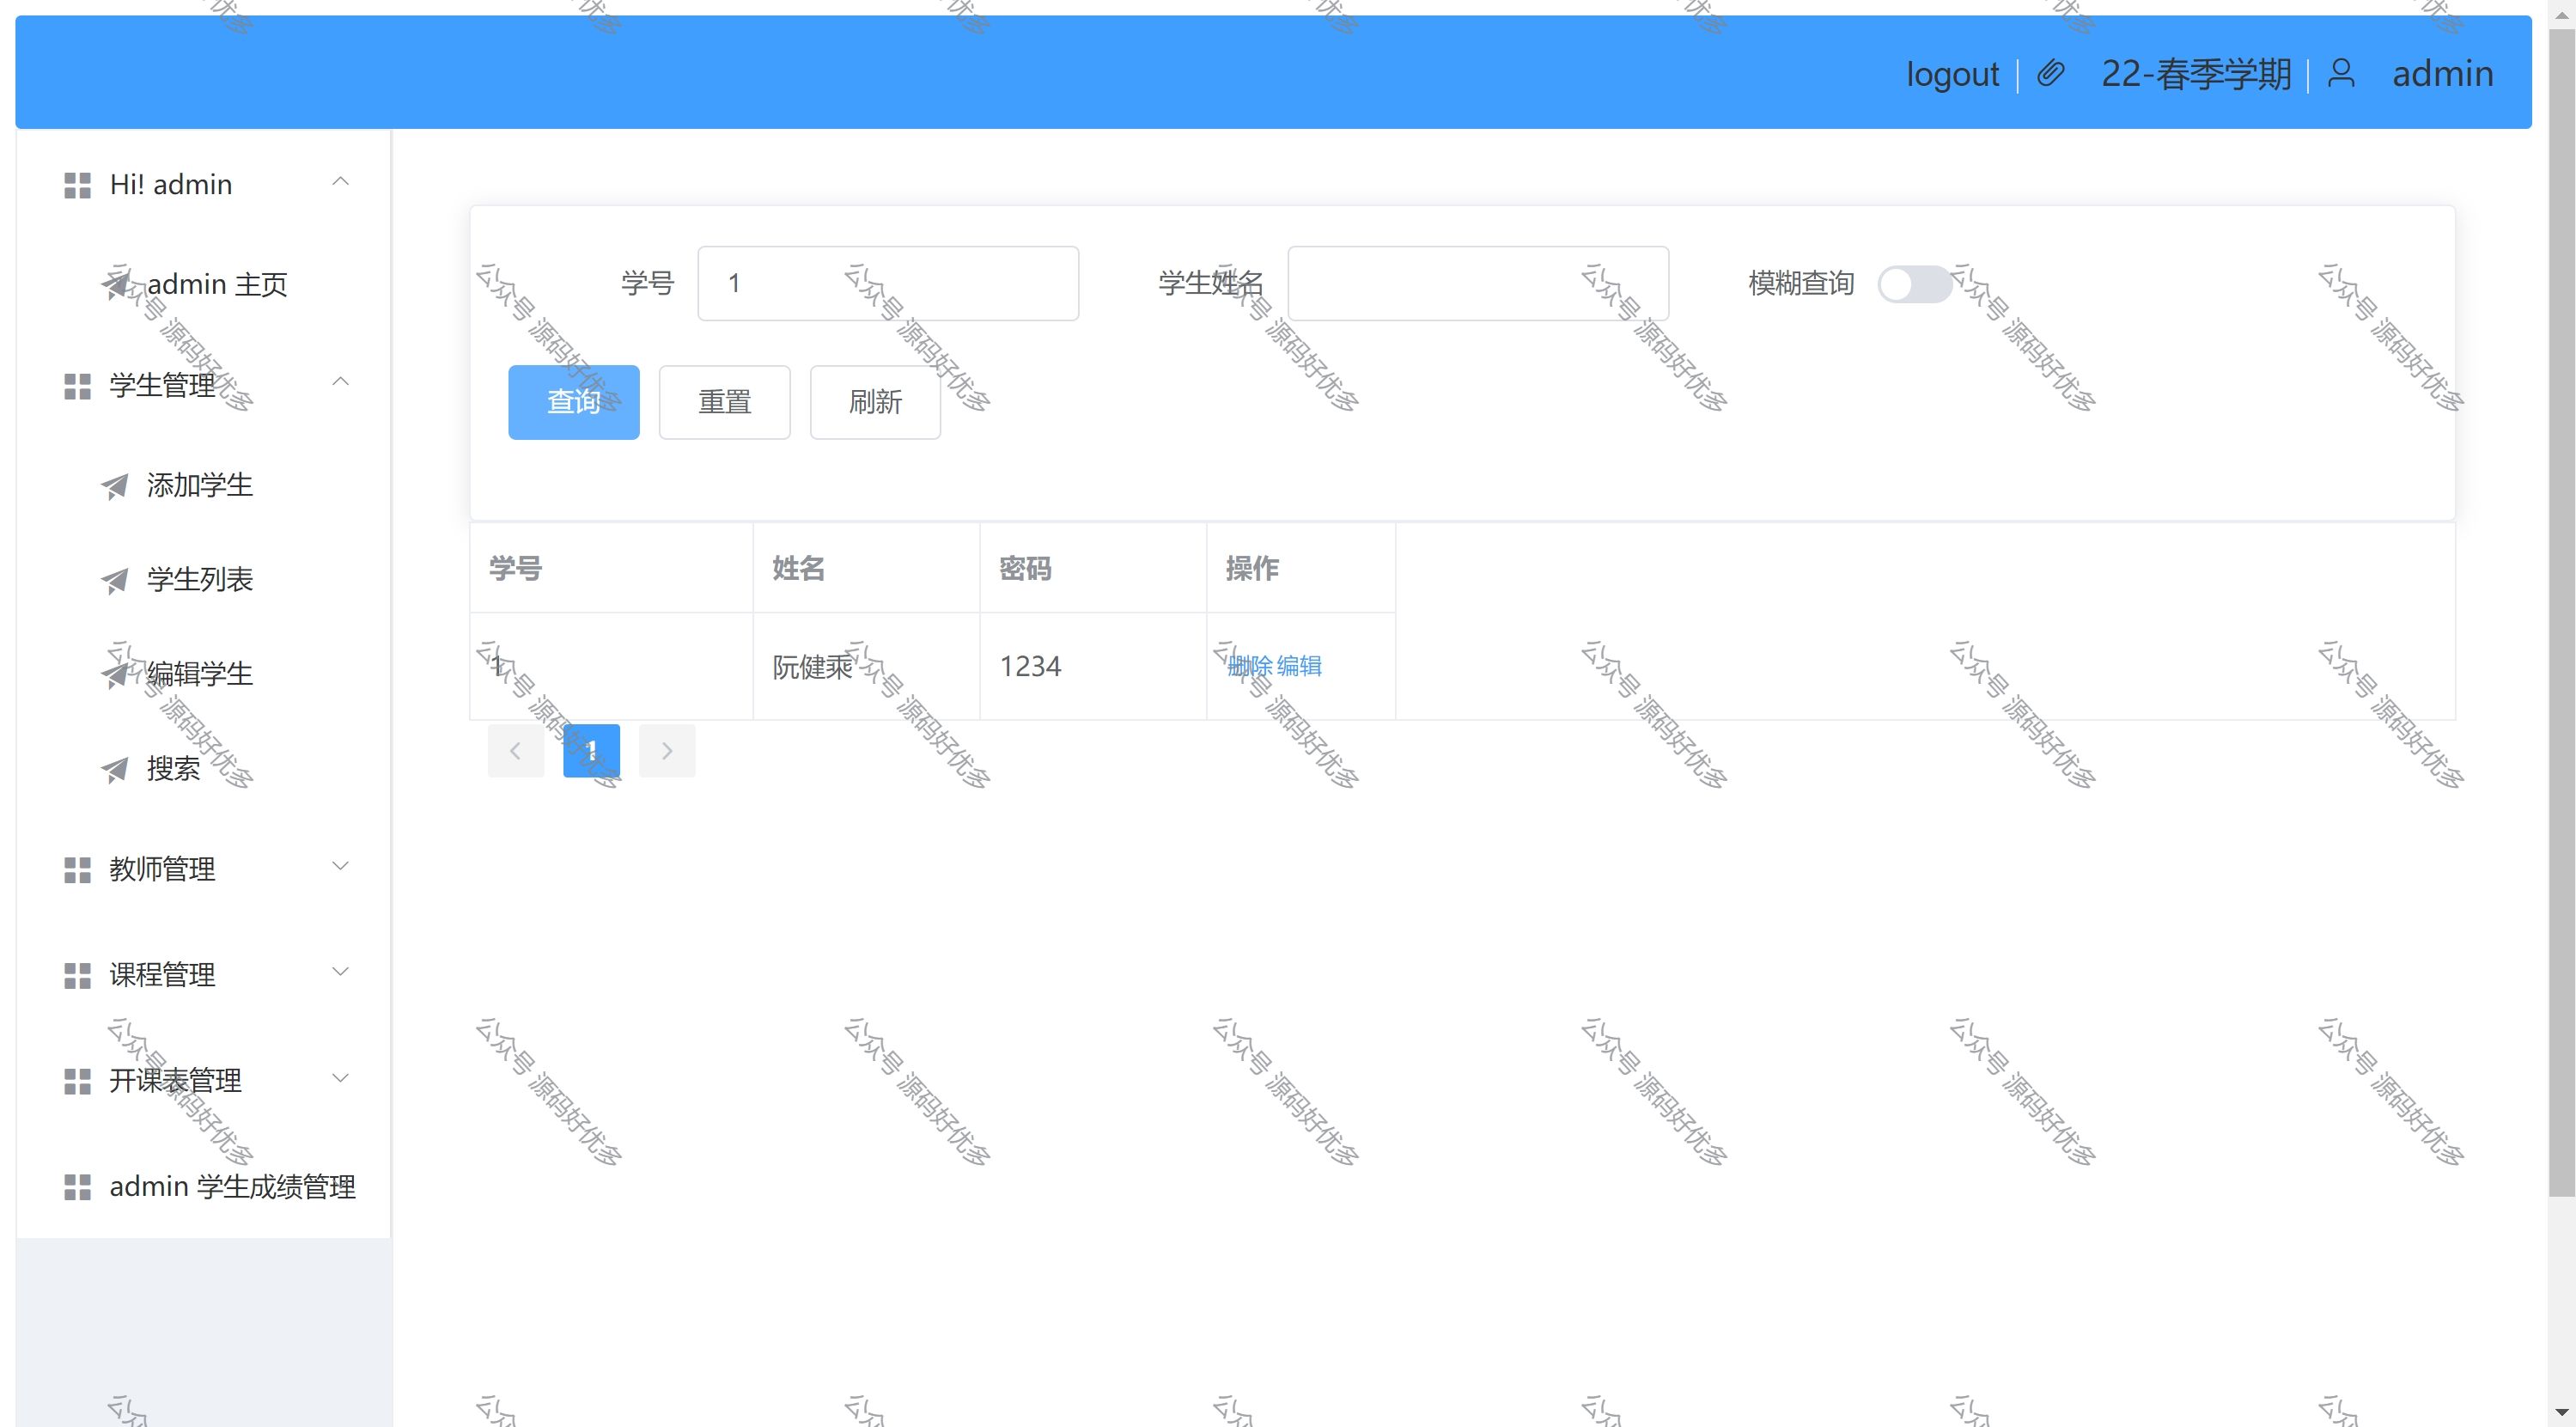 logout 22-春季学期 admin
Hi! admin
admin 主页
学生管理
添加学生
学生列表
编辑学生
搜索
教师管理
课程管理
开课表管理
admin 学生成绩管理
学号 1 学生姓名 模糊查询
查询 重置 刷新
学号 姓名 密码 操作
1 阮健乘 1234 删除 编辑
1
公众号 源码好优多